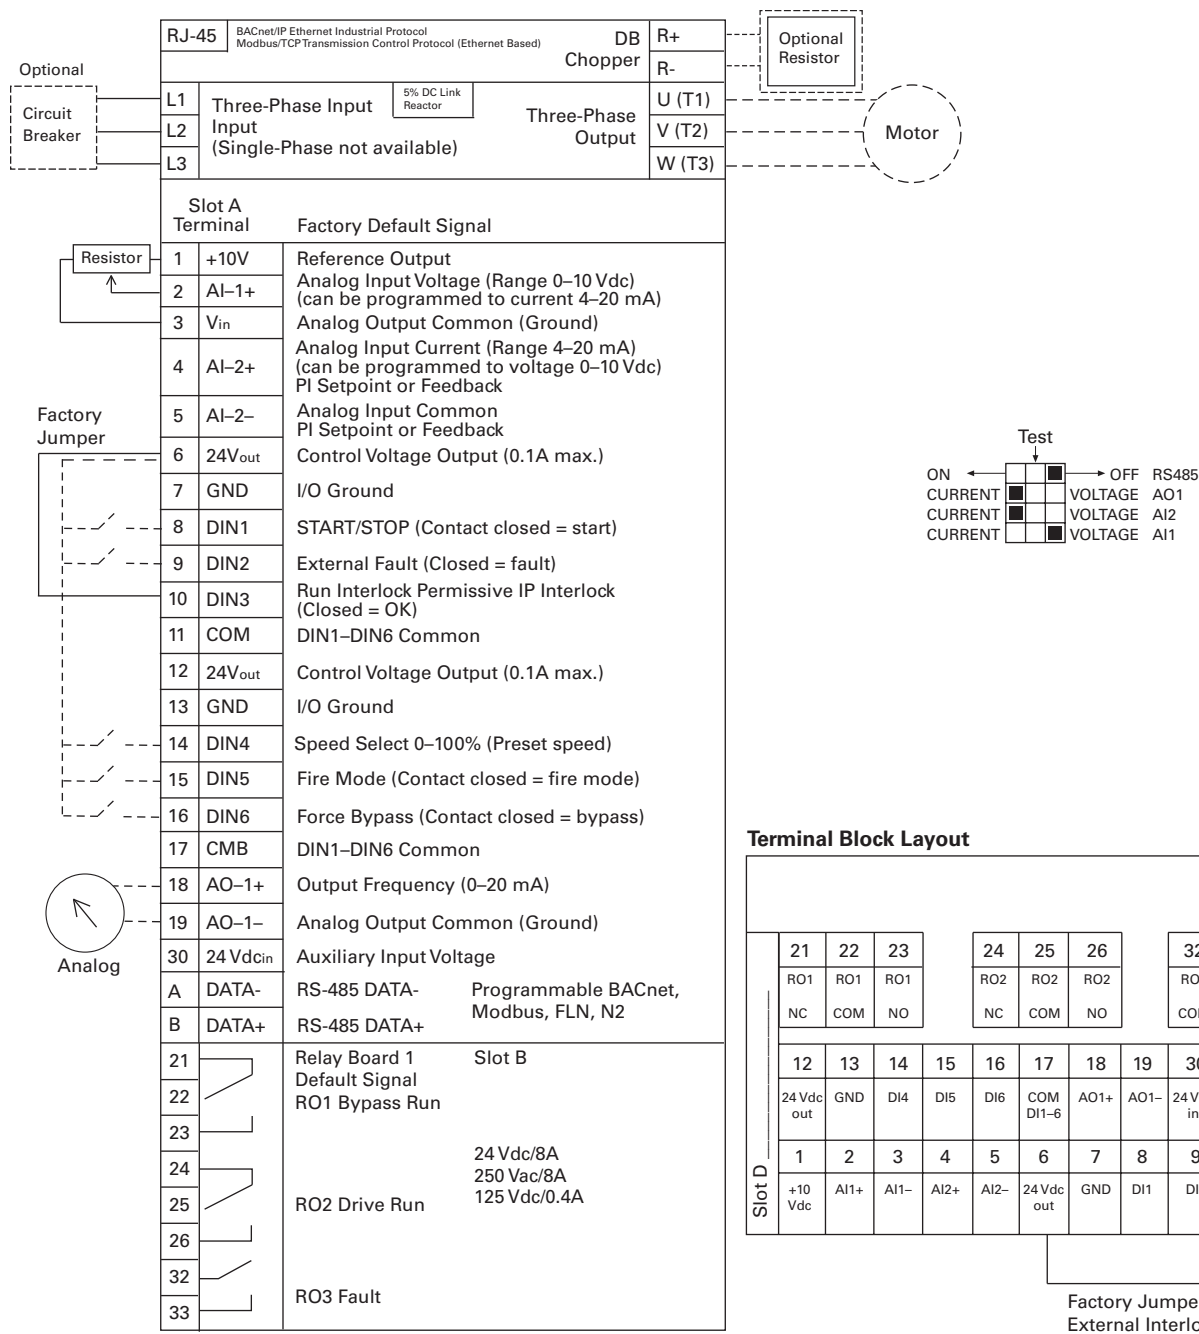 RJ-45
BACnet/IP Ethernet Industrial Protocol
Modbus/TCP Transmission Control Protocol (Ethernet Based)
DB
Chopper
R+
R-
Optional
Resistor
Optional
Circuit
Breaker
L1
L2
L3
Three-Phase Input
Input
(Single-Phase not available)
5% DC Link
Reactor
Three-Phase
Output
U (T1)
V (T2)
W (T3)
Motor
Slot A
Terminal Factory Default Signal
Resistor
1 +10V Reference Output
2 AI–1+ Analog Input Voltage (Range 0–10 Vdc)
(can be programmed to current 4–20 mA)
3 Vin Analog Output Common (Ground)
4 AI–2+ Analog Input Current (Range 4–20 mA)
(can be programmed to voltage 0–10 Vdc)
PI Setpoint or Feedback
5 AI–2– Analog Input Common
PI Setpoint or Feedback
Factory
Jumper
6 24Vout Control Voltage Output (0.1A max.)
7 GND I/O Ground
8 DIN1 START/STOP (Contact closed = start)
9 DIN2 External Fault (Closed = fault)
10 DIN3 Run Interlock Permissive IP Interlock
(Closed = OK)
11 COM DIN1–DIN6 Common
12 24Vout Control Voltage Output (0.1A max.)
13 GND I/O Ground
14 DIN4 Speed Select 0–100% (Preset speed)
15 DIN5 Fire Mode (Contact closed = fire mode)
16 DIN6 Force Bypass (Contact closed = bypass)
17 CMB DIN1–DIN6 Common
18 AO–1+ Output Frequency (0–20 mA)
19 AO–1– Analog Output Common (Ground)
Analog
30 24 Vdcin Auxiliary Input Voltage
A DATA- RS-485 DATA-
B DATA+ RS-485 DATA+
Programmable BACnet,
Modbus, FLN, N2
21
22
23
24
25
26
32
33
Relay Board 1 Slot B
Default Signal
RO1 Bypass Run
24 Vdc/8A
250 Vac/8A
125 Vdc/0.4A
RO2 Drive Run
RO3 Fault
Test
ON OFF RS485
CURRENT VOLTAGE AO1
CURRENT VOLTAGE AI2
CURRENT VOLTAGE AI1
Terminal Block Layout
Slot D
21 22 23 24 25 26 32
RO1 RO1 RO1 RO2 RO2 RO2
NC COM NO NC COM NO
12 13 14 15 16 17 18 19
24 Vdc GND DI4 DI5 DI6 COM AO1+ AO1–
out DI1–6
1 2 3 4 5 6 7 8 9
+10 AI1+ AI1– AI2+ AI2– 24 Vdc GND DI1
Vdc out
Factory
External